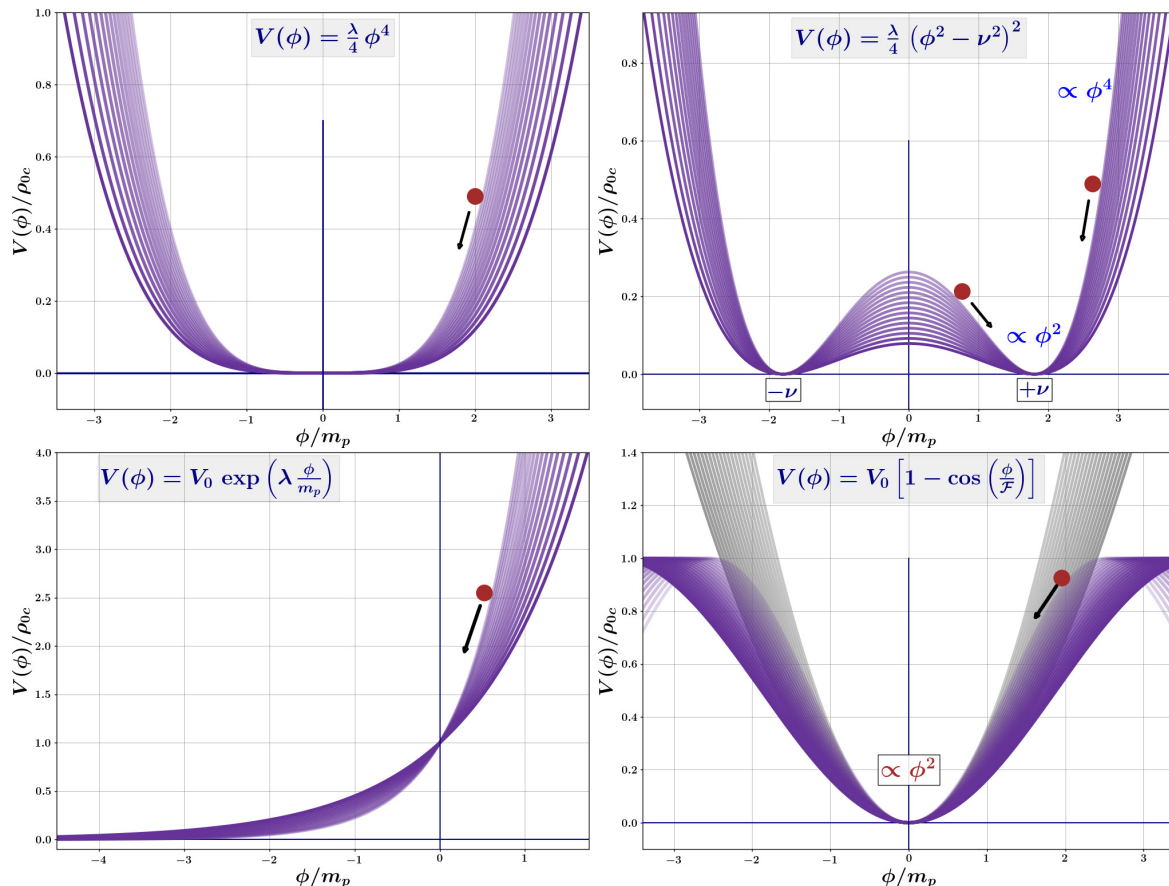 V(φ) = λ/4 φ⁴
V(φ)/ρ₀c
1.0
0.8
0.6
0.4
0.2
0.0
−3 −2 −1 0 1 2 3
φ/mₚ
V(φ) = λ/4 (φ² − ν²)²
∝ φ⁴
∝ φ²
V(φ)/ρ₀c
0.8
0.6
0.4
0.2
0.0
−ν +ν
−3 −2 −1 0 1 2 3
φ/mₚ
V(φ) = V₀ exp(λ φ/mₚ)
V(φ)/ρ₀c
4.0
3.5
3.0
2.5
2.0
1.5
1.0
0.5
0.0
−4 −3 −2 −1 0 1
φ/mₚ
V(φ) = V₀ [1 − cos(φ/ℱ)]
V(φ)/ρ₀c
1.4
1.2
1.0
0.8
0.6
0.4
0.2
0.0
∝ φ²
−3 −2 −1 0 1 2 3
φ/mₚ